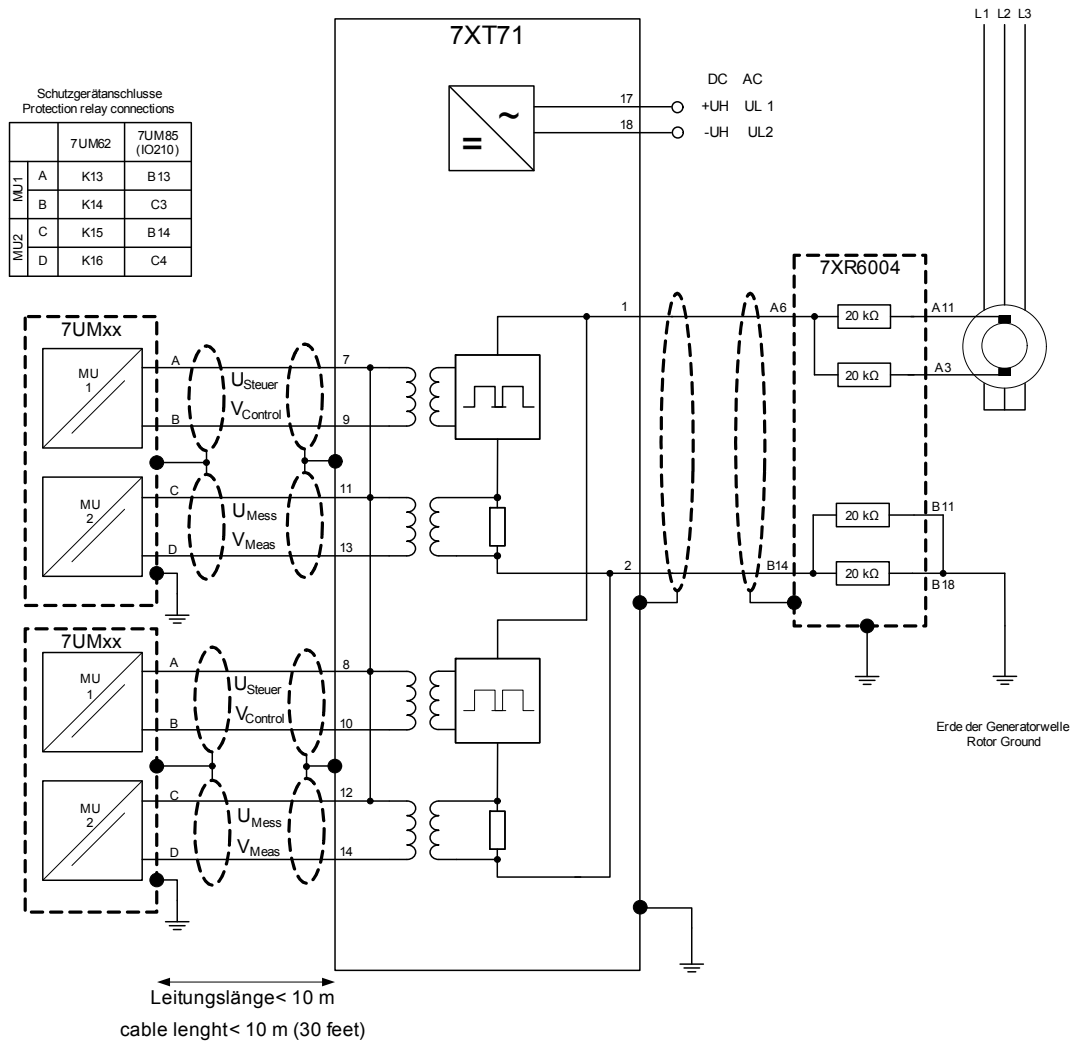 7XT71
L1 L2 L3
DC AC
17 +UH UL 1
18 -UH UL2
Schutzgerätanschlusse
Protection relay connections
7UM62 7UM85
(IO210)
MU1 A K13 B13
B K14 C3
MU2 C K15 B14
D K16 C4
7XR6004
7UMxx
1 A6 20 kΩ A11
20 kΩ A3
MU
1
A 7
USteuer
VControl
B 9
MU
2
C 11
UMess
VMeas
D 13
20 kΩ B11
2 B14 20 kΩ B18
7UMxx
MU
1
A 8
USteuer
VControl
B 10
Erde der Generatorwelle
Rotor Ground
MU
2
C 12
UMess
VMeas
D 14
~
=
Leitungslänge< 10 m
cable lenght< 10 m (30 feet)